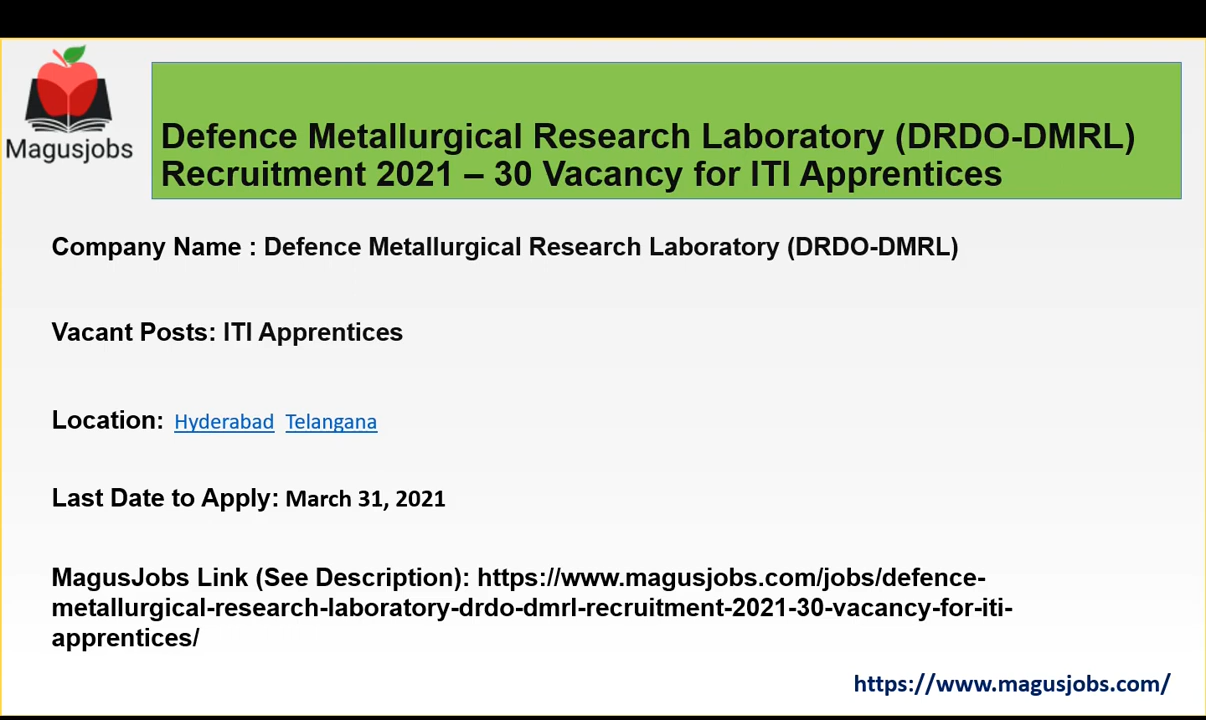 Magusjobs
Defence Metallurgical Research Laboratory (DRDO-DMRL)
Recruitment 2021 – 30 Vacancy for ITI Apprentices
Company Name : Defence Metallurgical Research Laboratory (DRDO-DMRL)
Vacant Posts: ITI Apprentices
Location: Hyderabad Telangana
Last Date to Apply: March 31, 2021
MagusJobs Link (See Description): https://www.magusjobs.com/jobs/defence-
metallurgical-research-laboratory-drdo-dmrl-recruitment-2021-30-vacancy-for-iti-
apprentices/
https://www.magusjobs.com/